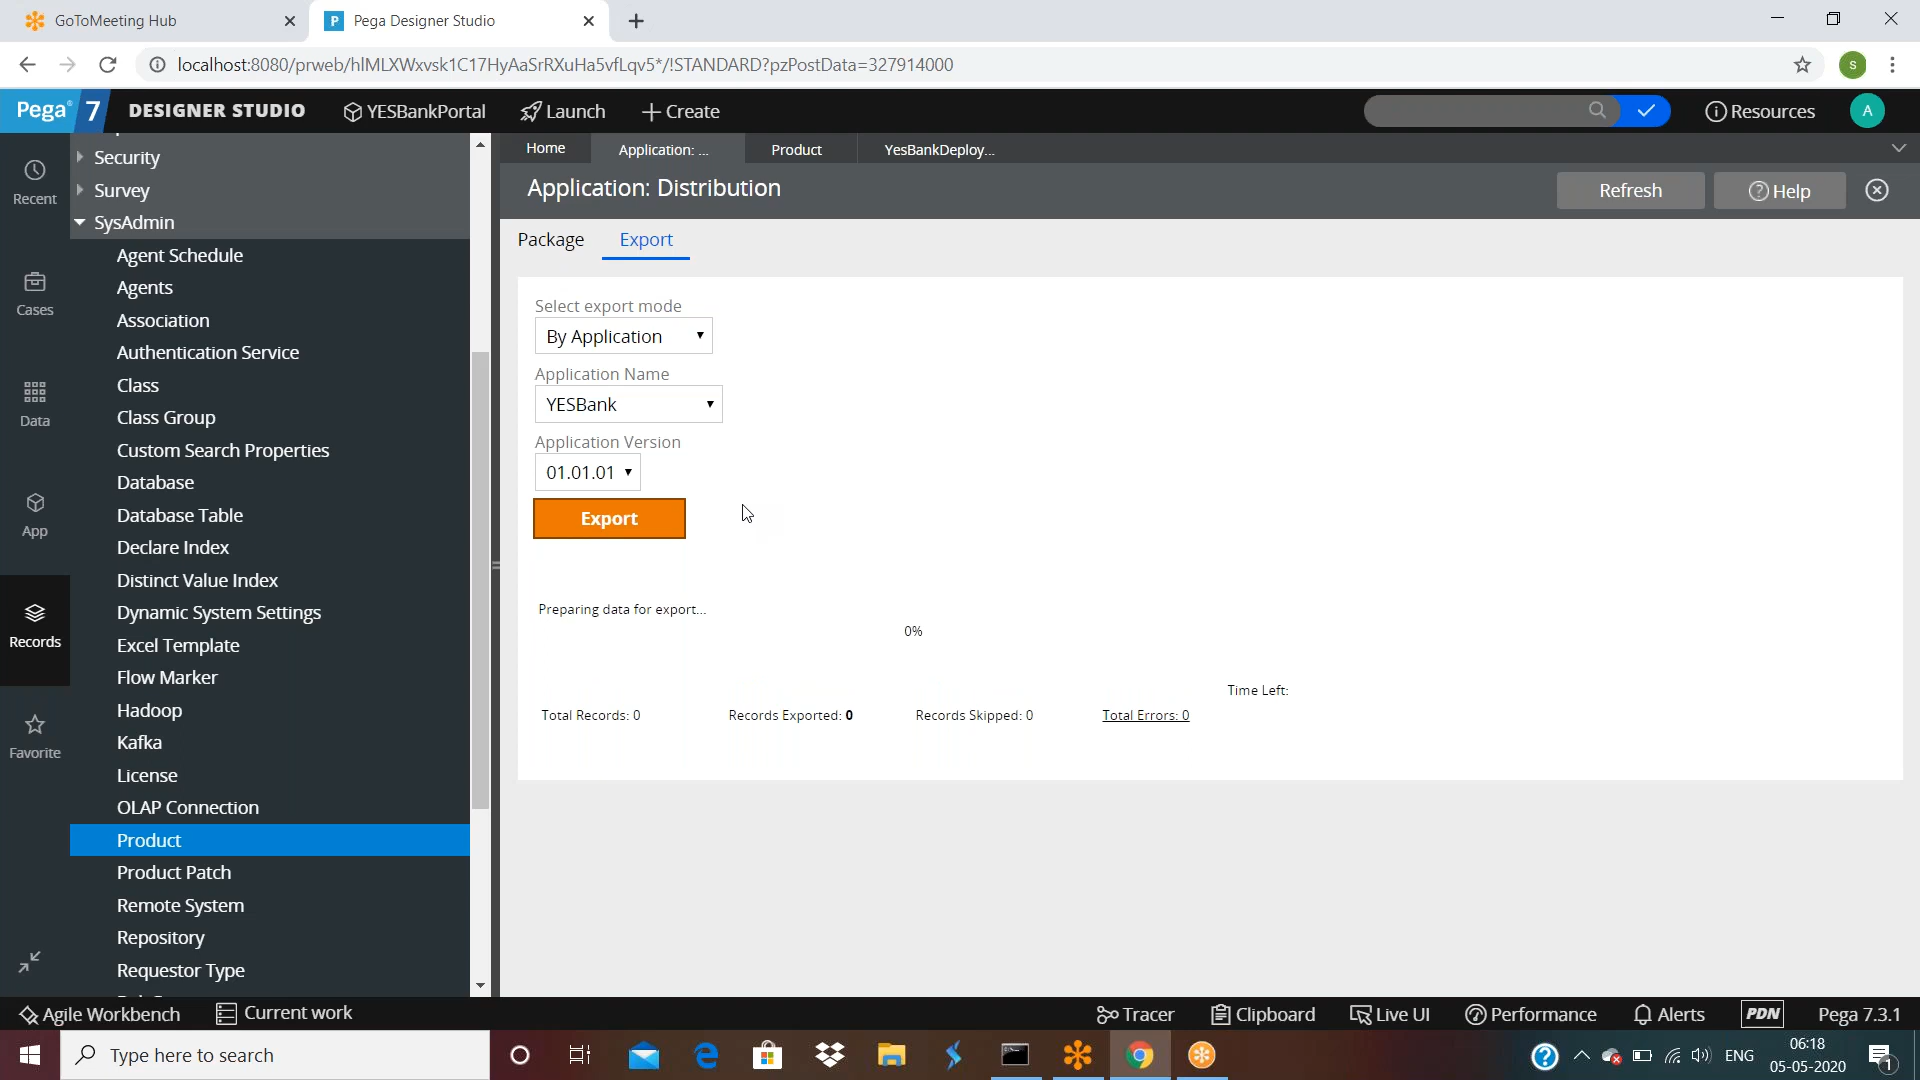 GoToMeeting Hub
Pega Designer Studio
localhost:8080/prweb/hlMLXWxvsk1C17HyAaSrRXuHa5vfLqv5*/!STANDARD?pzPostData=327914000
s
Pega 7 DESIGNER STUDIO YESBankPortal Launch Create Resources A
Recent
Cases
Data
App
Records
Favorite
Security
Survey
SysAdmin
Agent Schedule
Agents
Association
Authentication Service
Class
Class Group
Custom Search Properties
Database
Database Table
Declare Index
Distinct Value Index
Dynamic System Settings
Excel Template
Flow Marker
Hadoop
Kafka
License
OLAP Connection
Product
Product Patch
Remote System
Repository
Requestor Type
Home Application: ... Product YesBankDeploy...
Application: Distribution
Refresh Help
Package Export
Select export mode
By Application
Application Name
YESBank
Application Version
01.01.01
Export
Preparing data for export...
0%
Time Left:
Total Records: 0 Records Exported: 0 Records Skipped: 0 Total Errors: 0
Agile Workbench Current work Tracer Clipboard Live UI Performance Alerts PDN Pega 7.3.1
Type here to search
ENG
06:18
05-05-2020
1